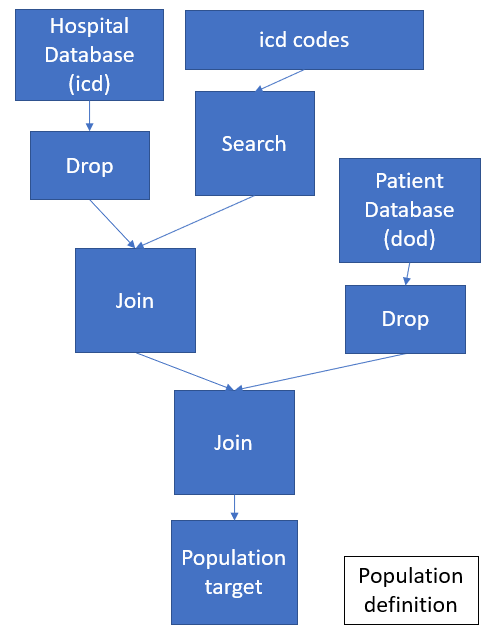 Hospital
Database
(icd)
icd codes
Drop
Search
Patient
Database
(dod)
Join
Drop
Join
Population
target
Population
definition